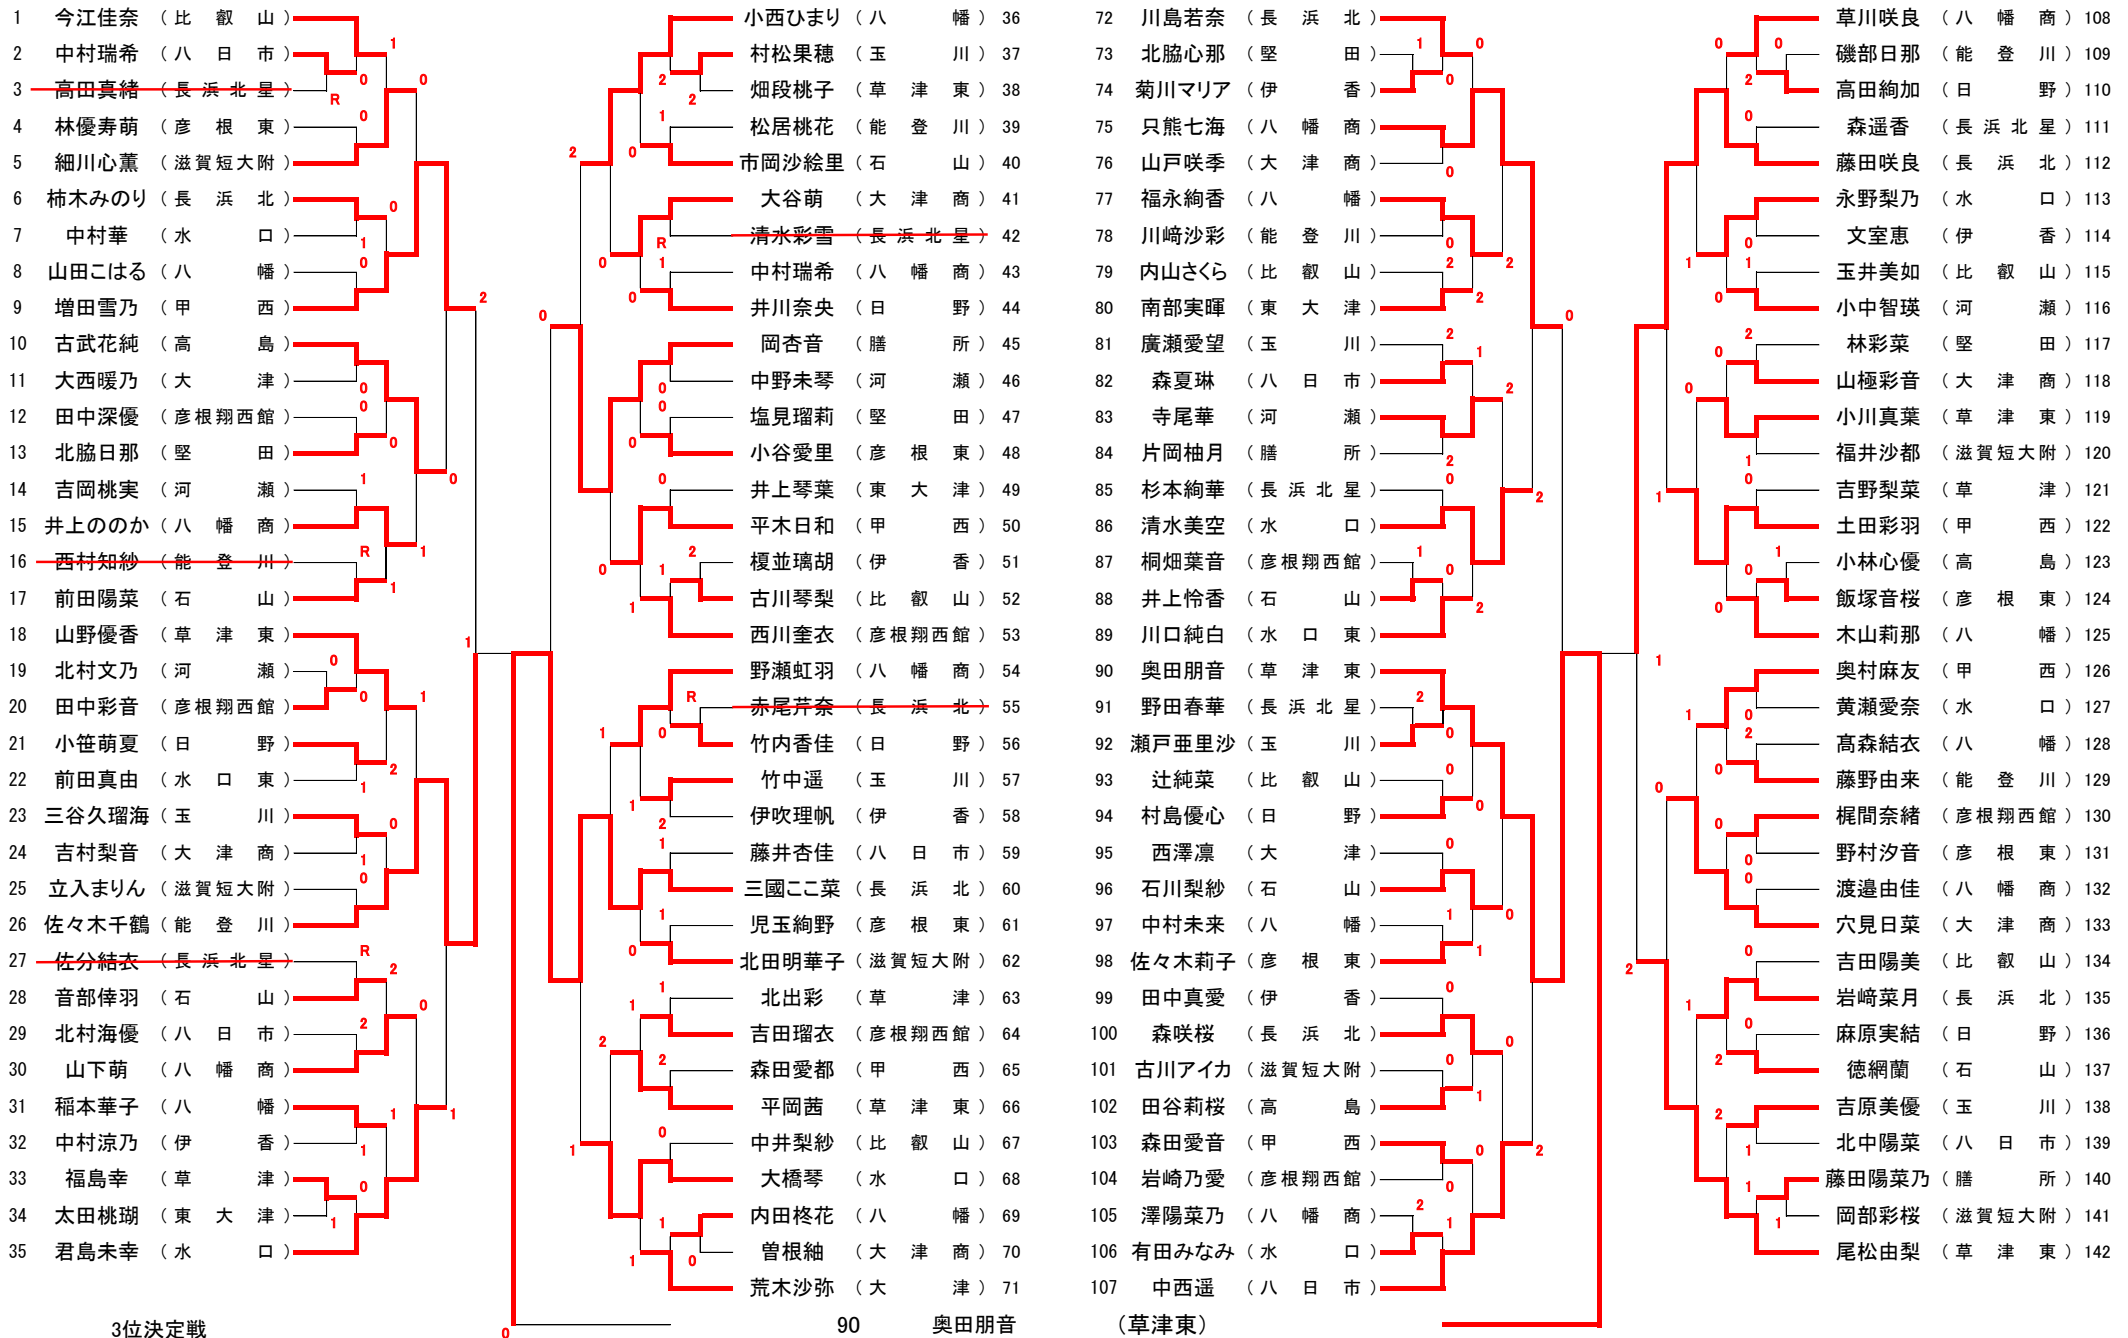 1 今江佳奈 （比叡山）
2 中村瑞希 （八日市）
3 高田真緒 （長浜北星）
4 林優寿萌 （彦根東）
5 細川心薫 （滋賀短大附）
6 柿木みのり （長浜北）
7 中村華 （水口）
8 山田こはる （八幡）
9 増田雪乃 （甲西）
10 古武花純 （高島）
11 大西暖乃 （大津）
12 田中深優 （彦根翔西館）
13 北脇日那 （堅田）
14 吉岡桃実 （河瀬）
15 井上ののか （八幡商）
16 西村知紗 （能登川）
17 前田陽菜 （石山）
18 山野優香 （草津東）
19 北村文乃 （河瀬）
20 田中彩音 （彦根翔西館）
21 小笹萌夏 （日野）
22 前田真由 （水口東）
23 三谷久瑠海 （玉川）
24 吉村梨音 （大津商）
25 立入まりん （滋賀短大附）
26 佐々木千鶴 （能登川）
27 佐分結衣 （長浜北星）
28 音部倖羽 （石山）
29 北村海優 （八日市）
30 山下萌 （八幡商）
31 稲本華子 （八幡）
32 中村涼乃 （伊香）
33 福島幸 （草津）
34 太田桃瑚 （東大津）
35 君島未幸 （水口）
小西ひまり （八幡） 36
村松果穂 （玉川） 37
畑段桃子 （草津東） 38
松居桃花 （能登川） 39
市岡沙絵里 （石山） 40
大谷萌 （大津商） 41
清水彩雪 （長浜北星） 42
中村瑞希 （八幡商） 43
井川奈央 （日野） 44
岡杏音 （膳所） 45
中野未琴 （河瀬） 46
塩見瑠莉 （堅田） 47
小谷愛里 （彦根東） 48
井上琴葉 （東大津） 49
平木日和 （甲西） 50
榎並璃胡 （伊香） 51
古川琴梨 （比叡山） 52
西川奎衣 （彦根翔西館） 53
野瀬虹羽 （八幡商） 54
赤尾芹奈 （長浜北） 55
竹内香佳 （日野） 56
竹中遥 （玉川） 57
伊吹理帆 （伊香） 58
藤井杏佳 （八日市） 59
三國ここ菜 （長浜北） 60
児玉絢野 （彦根東） 61
北田明華子 （滋賀短大附） 62
北出彩 （草津） 63
吉田瑠衣 （彦根翔西館） 64
森田愛都 （甲西） 65
平岡茜 （草津東） 66
中井梨紗 （比叡山） 67
大橋琴 （水口） 68
内田柊花 （八幡） 69
曽根紬 （大津商） 70
荒木沙弥 （大津） 71
72 川島若奈 （長浜北）
73 北脇心那 （堅田）
74 菊川マリア （伊香）
75 只熊七海 （八幡商）
76 山戸咲季 （大津商）
77 福永絢香 （八幡）
78 川﨑沙彩 （能登川）
79 内山さくら （比叡山）
80 南部実暉 （東大津）
81 廣瀬愛望 （玉川）
82 森夏琳 （八日市）
83 寺尾華 （河瀬）
84 片岡柚月 （膳所）
85 杉本絢華 （長浜北星）
86 清水美空 （水口）
87 桐畑葉音 （彦根翔西館）
88 井上怜香 （石山）
89 川口純白 （水口東）
90 奥田朋音 （草津東）
91 野田春華 （長浜北星）
92 瀬戸亜里沙 （玉川）
93 辻純菜 （比叡山）
94 村島優心 （日野）
95 西澤凛 （大津）
96 石川梨紗 （石山）
97 中村未来 （八幡）
98 佐々木莉子 （彦根東）
99 田中真愛 （伊香）
100 森咲桜 （長浜北）
101 古川アイカ （滋賀短大附）
102 田谷莉桜 （高島）
103 森田愛音 （甲西）
104 岩崎乃愛 （彦根翔西館）
105 澤陽菜乃 （八幡商）
106 有田みなみ （水口）
107 中西遥 （八日市）
草川咲良 （八幡商） 108
磯部日那 （能登川） 109
高田絢加 （日野） 110
森遥香 （長浜北星） 111
藤田咲良 （長浜北） 112
永野梨乃 （水口） 113
文室恵 （伊香） 114
玉井美如 （比叡山） 115
小中智瑛 （河瀬） 116
林彩菜 （堅田） 117
山極彩音 （大津商） 118
小川真葉 （草津東） 119
福井沙都 （滋賀短大附） 120
吉野梨菜 （草津） 121
土田彩羽 （甲西） 122
小林心優 （高島） 123
飯塚音桜 （彦根東） 124
木山莉那 （八幡） 125
奥村麻友 （甲西） 126
黄瀬愛奈 （水口） 127
髙森結衣 （八幡） 128
藤野由来 （能登川） 129
梶間奈緒 （彦根翔西館） 130
野村汐音 （彦根東） 131
渡邉由佳 （八幡商） 132
穴見日菜 （大津商） 133
吉田陽美 （比叡山） 134
岩﨑菜月 （長浜北） 135
麻原実結 （日野） 136
徳網蘭 （石山） 137
吉原美優 （玉川） 138
北中陽菜 （八日市） 139
藤田陽菜乃 （膳所） 140
岡部彩桜 （滋賀短大附） 141
尾松由梨 （草津東） 142
3位決定戦
0
90 奥田朋音 （草津東）